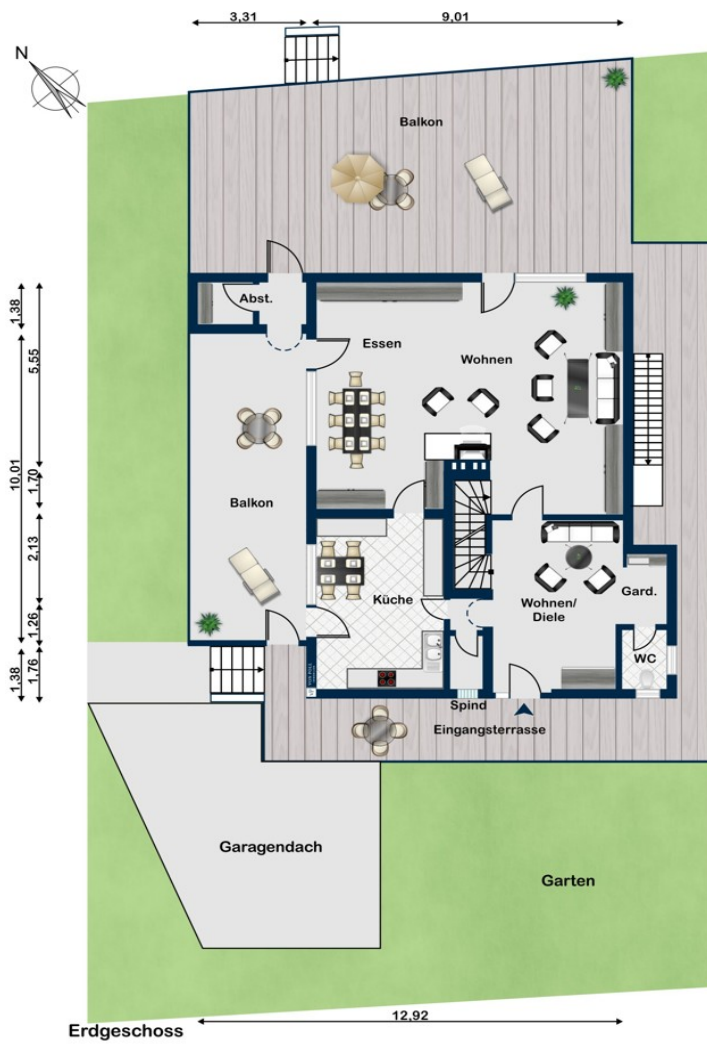 3,31
9,01
N
Balkon
Abst.
Essen
Wohnen
1,38
5,55
10,01
1,70
2,13
1,26
1,38
1,76
Balkon
Küche
Wohnen/
Diele
Gard.
WC
Spind
Eingangsterrasse
Garagendach
Garten
12,92
Erdgeschoss